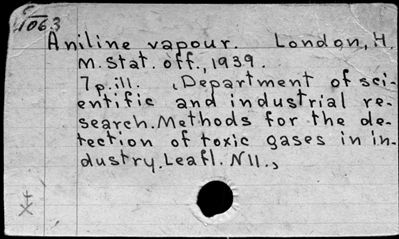 C
1063
Aniline vapour. London, H.
M. Stat. off., 1939.
7p. ill. (Department of sci-
entific and industrial re-
search. Methods for the de-
tection of toxic gases in in-
dustry. Leafl. N11.)